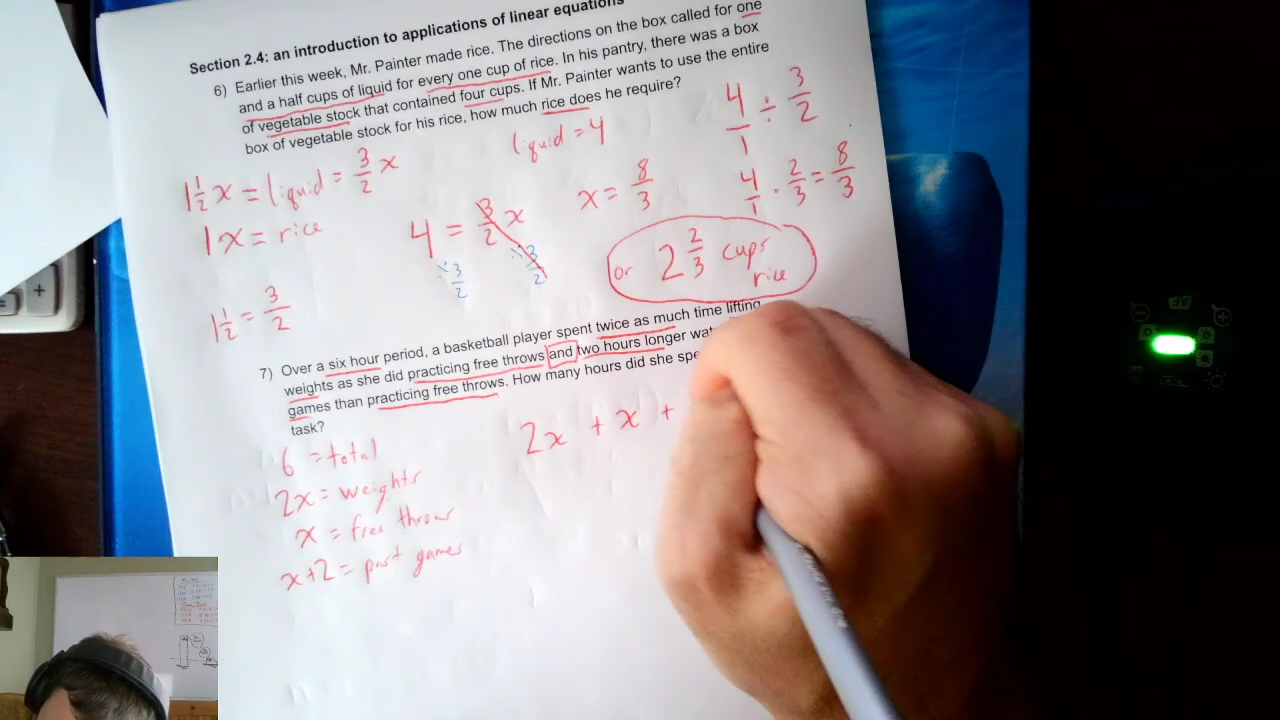 Section 2.4: an introduction to applications of linear equations
6) Earlier this week, Mr. Painter made rice. The directions on the box called for one
and a half cups of liquid for every one cup of rice. In his pantry, there was a box
of vegetable stock that contained four cups. If Mr. Painter wants to use the entire
box of vegetable stock for his rice, how much rice does he require?
1 1/2 x = liquid = 3/2 x
1x = rice
1 1/2 = 3/2
liquid = 4
4 = 3/2 x
÷ 3/2 ÷ 3/2
x = 8/3
4/1 ÷ 3/2
4/1 · 2/3 = 8/3
or 2 2/3 cups
rice
7) Over a six hour period, a basketball player spent twice as much time lifting
weights as she did practicing free throws and two hours longer
games than practicing free throws. How many hours did she
task?
6 = total
2x = weights
x = free throws
x+2 = past games
2x + x +